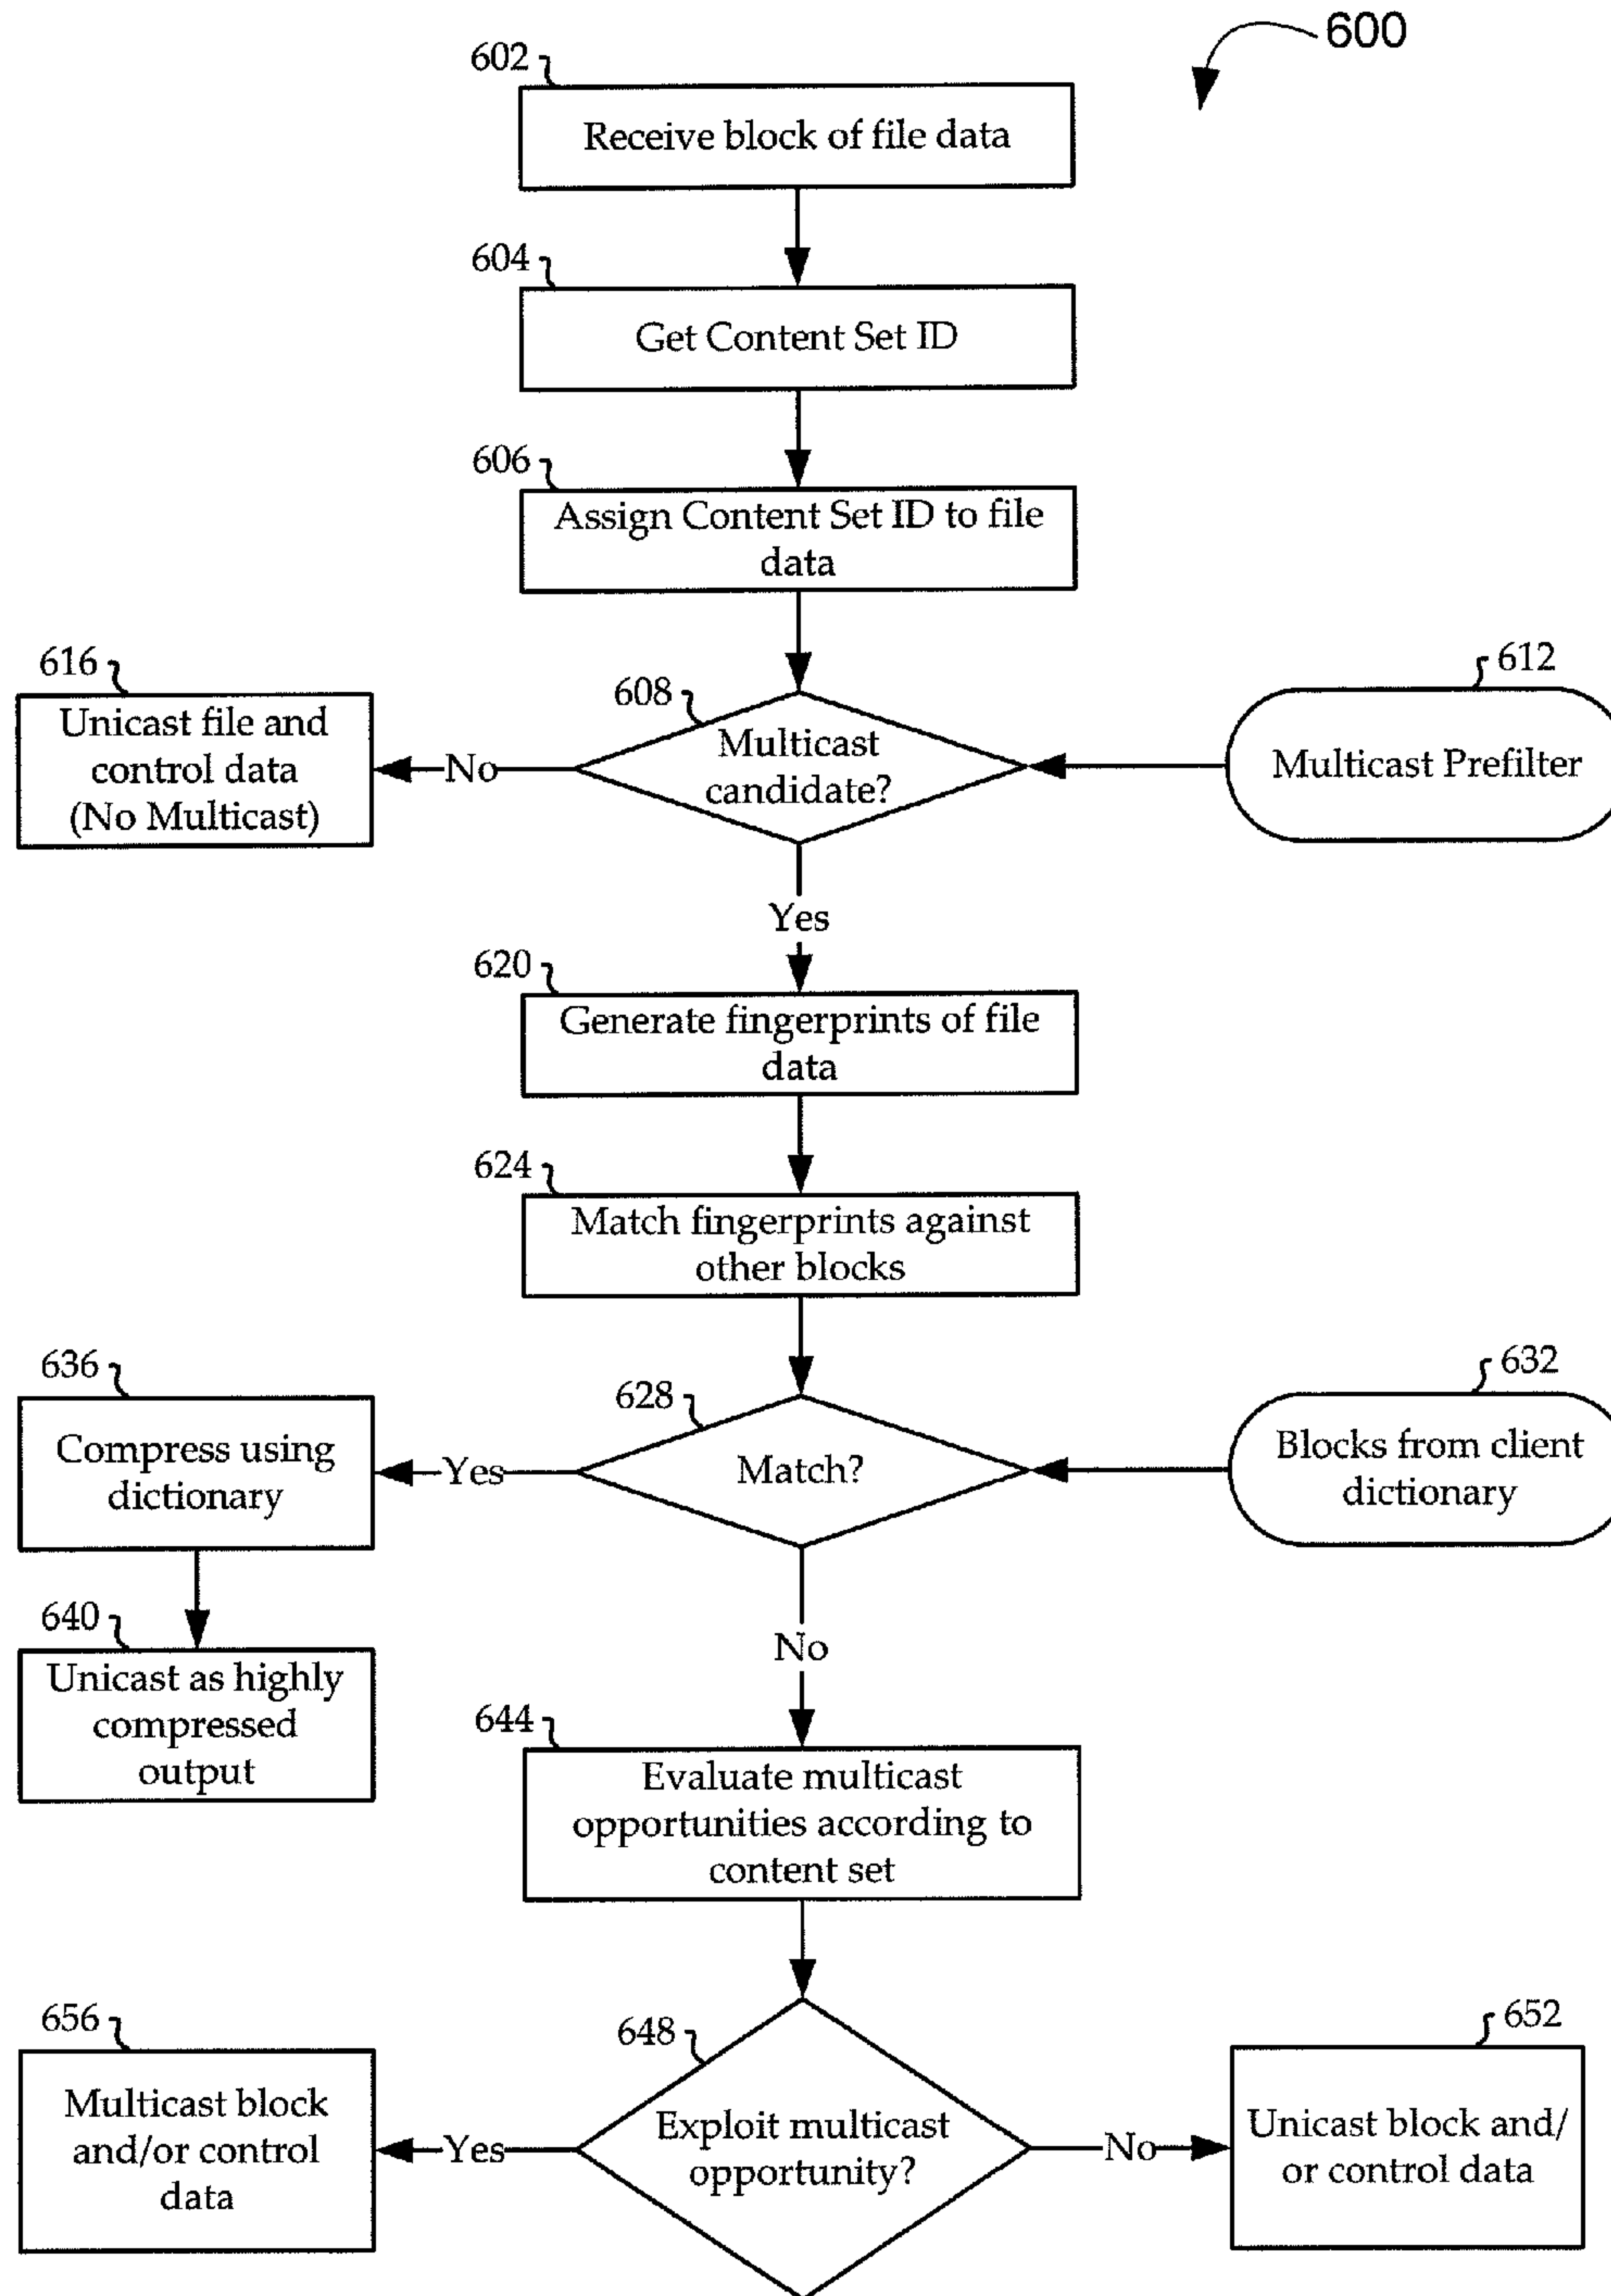 600
602
Receive block of file data
604
Get Content Set ID
606
Assign Content Set ID to file
data
616
Unicast file and
control data
(No Multicast)
No
608
Multicast
candidate?
612
Multicast Prefilter
Yes
620
Generate fingerprints of file
data
624
Match fingerprints against
other blocks
636
Compress using
dictionary
Yes
628
Match?
632
Blocks from client
dictionary
640
Unicast as highly
compressed
output
No
644
Evaluate multicast
opportunities according to
content set
656
Multicast block
and/or control
data
Yes
648
Exploit multicast
opportunity?
No
652
Unicast block and/
or control data